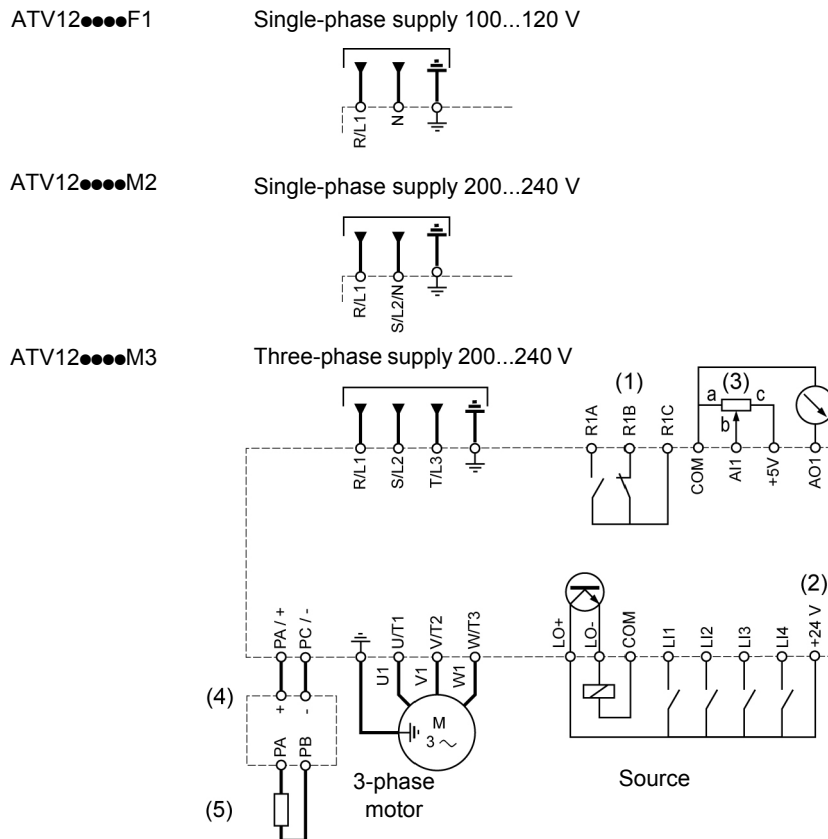 ATV12●●●●F1 Single-phase supply 100...120 V
R/L1 N
ATV12●●●●M2 Single-phase supply 200...240 V
R/L1 S/L2/N
ATV12●●●●M3 Three-phase supply 200...240 V
(1) (3)
a c
b
R1A R1B R1C
R/L1 S/L2 T/L3 COM AI1 +5V AO1
(2)
PA / + PC / - U/T1 V/T2 W/T3 LO+ LO- COM LI1 LI2 LI3 LI4 +24 V
U1 V1 W1
(4) + -
M
3 ~
PA PB
3-phase
motor
Source
(5)